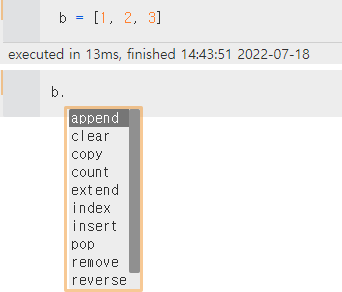 b = [1, 2, 3]
executed in 13ms, finished 14:43:51 2022-07-18
b.
append
clear
copy
count
extend
index
insert
pop
remove
reverse